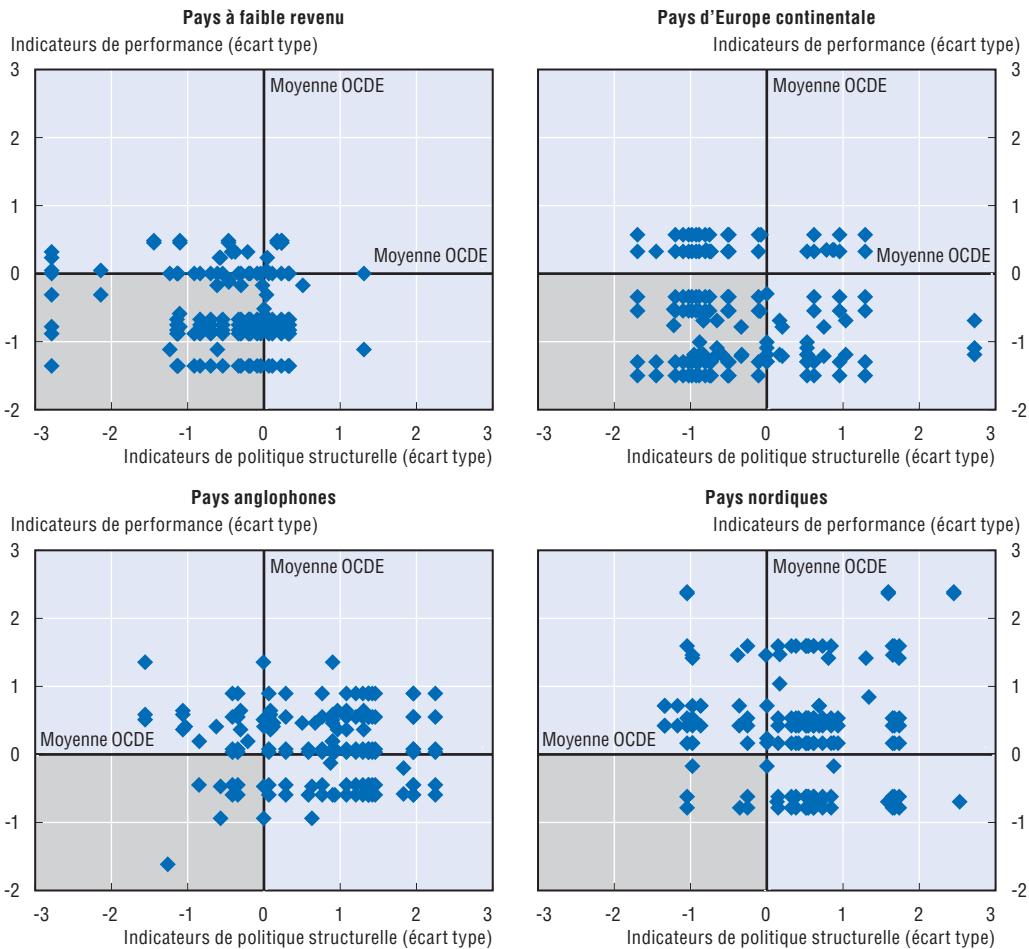 Pays à faible revenu
Indicateurs de performance (écart type)
3
Moyenne OCDE
2
1
Moyenne OCDE
0
-1
-2
-3 -2 -1 0 1 2 3
Indicateurs de politique structurelle (écart type)
Pays d'Europe continentale
Indicateurs de performance (écart type)
3
Moyenne OCDE
2
1
Moyenne OCDE
0
-1
-2
-3 -2 -1 0 1 2 3
Indicateurs de politique structurelle (écart type)
Pays anglophones
Indicateurs de performance (écart type)
3
Moyenne OCDE
2
1
Moyenne OCDE
0
-1
-2
-3 -2 -1 0 1 2 3
Indicateurs de politique structurelle (écart type)
Pays nordiques
Indicateurs de performance (écart type)
3
Moyenne OCDE
2
1
Moyenne OCDE
0
-1
-2
-3 -2 -1 0 1 2 3
Indicateurs de politique structurelle (écart type)